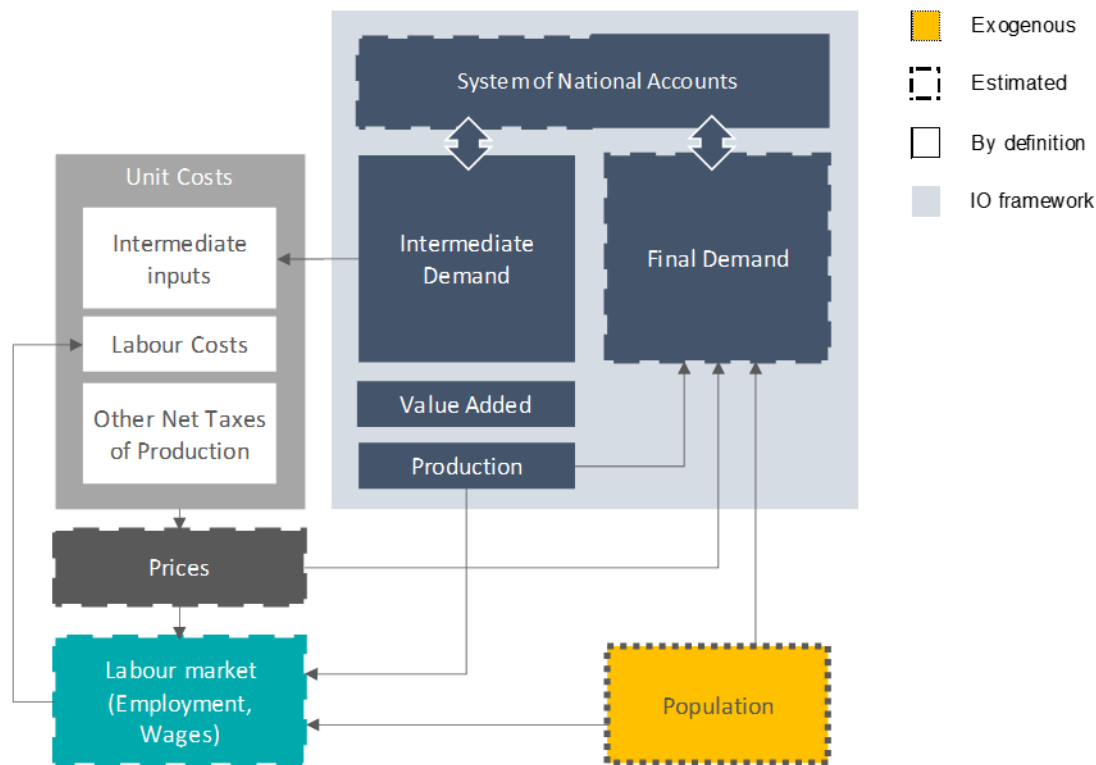 System of National Accounts
Exogenous
Estimated
By definition
IO framework
Unit Costs
Intermediate
inputs
Labour Costs
Other Net Taxes
of Production
Intermediate
Demand
Final Demand
Value Added
Production
Prices
Labour market
(Employment,
Wages)
Population